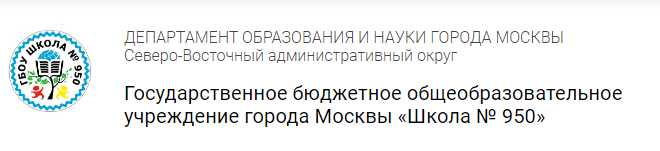 ГБОУ ШКОЛА № 950
ДЕПАРТАМЕНТ ОБРАЗОВАНИЯ И НАУКИ ГОРОДА МОСКВЫ
Северо-Восточный административный округ
Государственное бюджетное общеобразовательное
учреждение города Москвы «Школа № 950»